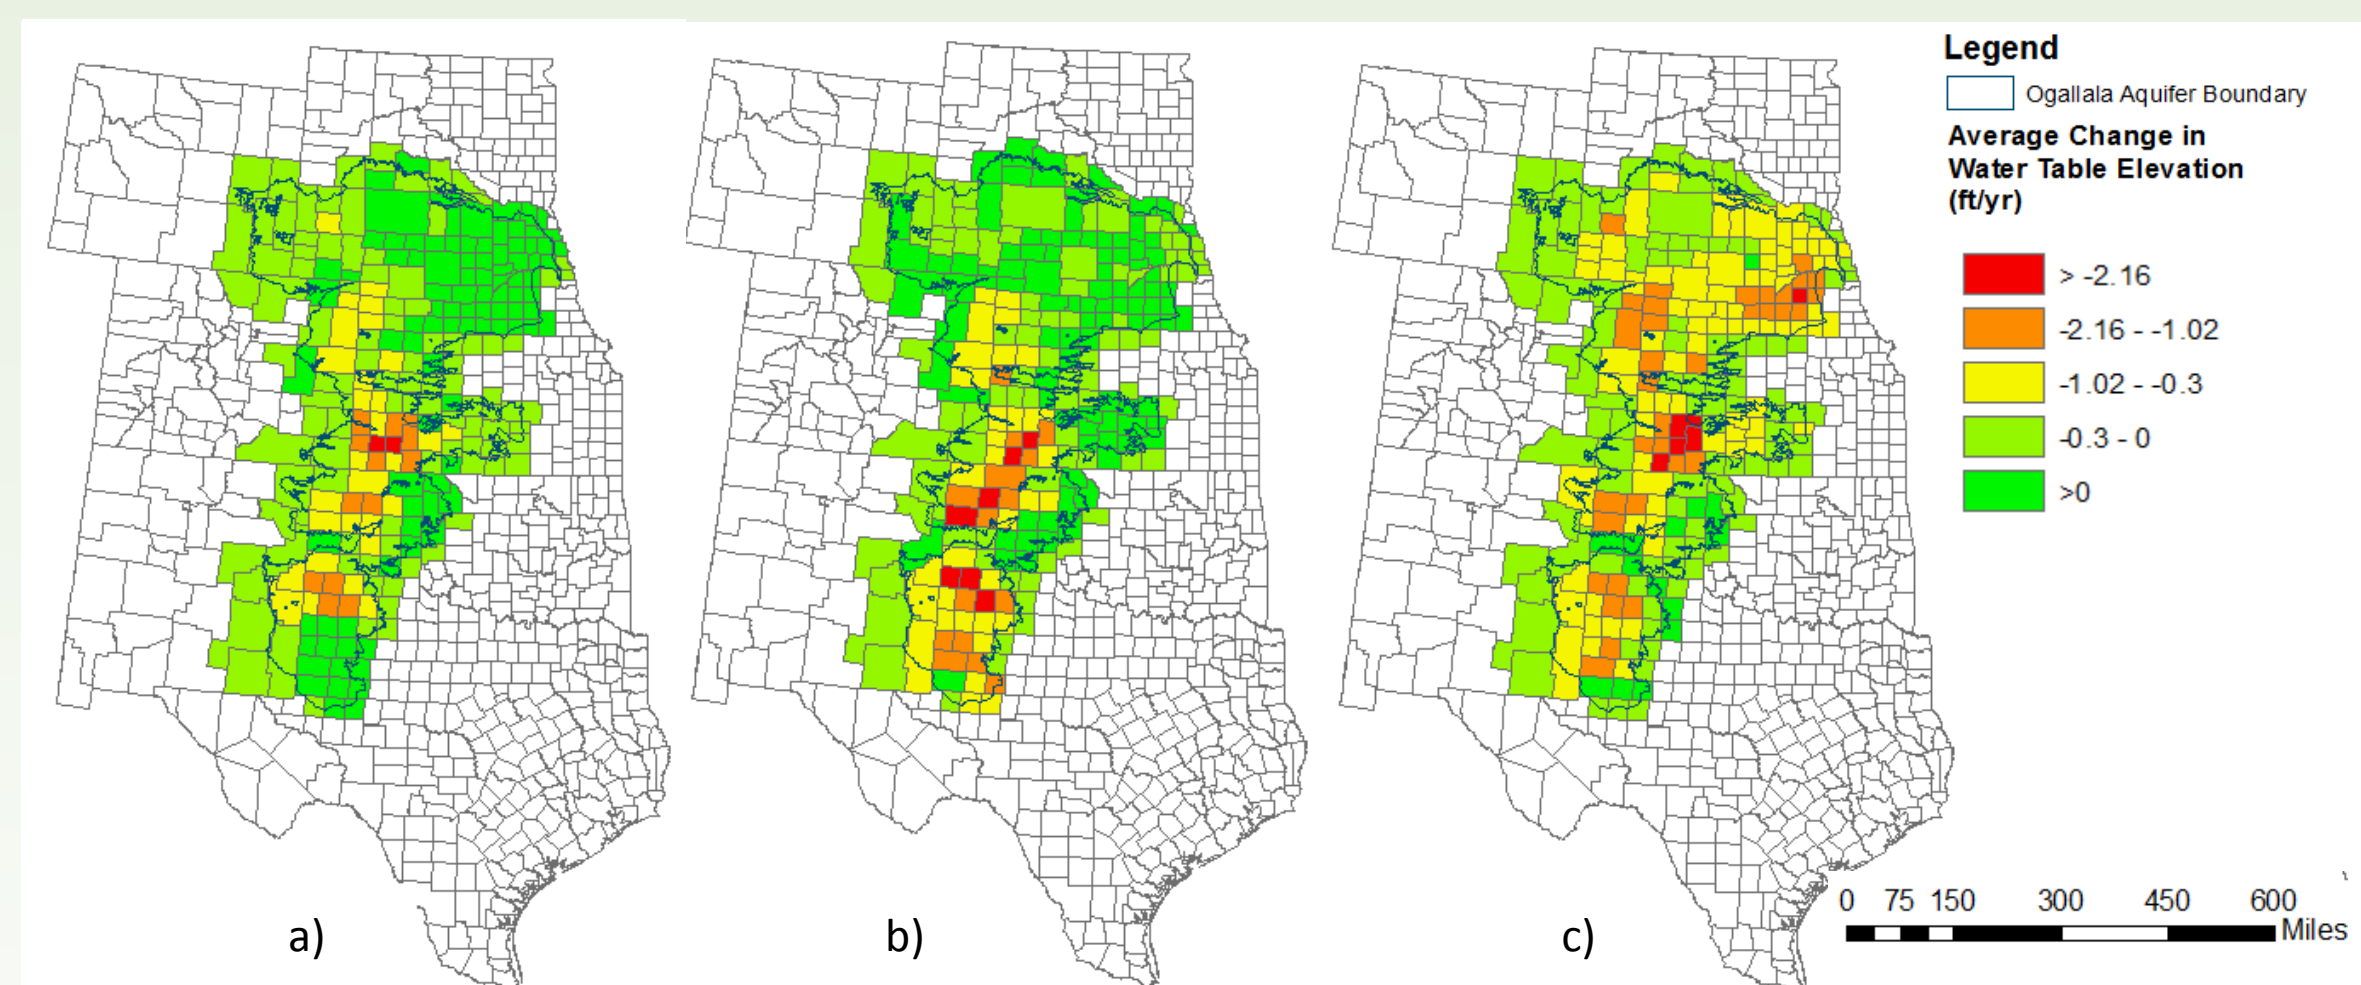 Legend
Ogallala Aquifer Boundary
Average Change in
Water Table Elevation
(ft/yr)
> -2.16
-2.16 - -1.02
-1.02 - -0.3
-0.3 - 0
>0
a)
b)
c)
0 75 150 300 450 600
Miles